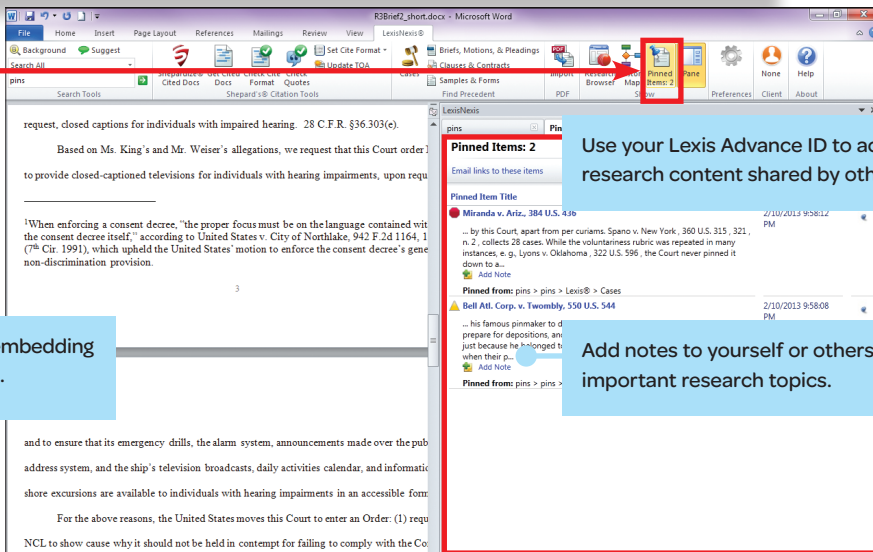 R3Brief2_short.docx - Microsoft Word
File Home Insert Page Layout References Mailings Review View LexisNexis®
Background Suggest
Search All
pins
Search Tools
Cited Docs
Docs
Format
Check Quotes
Set Cite Format
Update TOA
Shepard's® Citation Tools
Cases
Briefs, Motions, & Pleadings
Clauses & Contracts
Samples & Forms
Find Precedent
Import
PDF
Research Browser
Map
Pinned Items: 2
Pane
Show
Preferences
None
Client
Help
About
request, closed captions for individuals with impaired hearing. 28 C.F.R. §36.303(e).
Based on Ms. King's and Mr. Weiser's allegations, we request that this Court order
to provide closed-captioned televisions for individuals with hearing impairments, upon requ
1When enforcing a consent decree, "the proper focus must be on the language contained wit
the consent decree itself," according to United States v. City of Northlake, 942 F.2d 1164, 1
(7th Cir. 1991), which upheld the United States' motion to enforce the consent decree's gene
non-discrimination provision.
3
mbedding
.
and to ensure that its emergency drills, the alarm system, announcements made over the pub
address system, and the ship's television broadcasts, daily activities calendar, and informatio
shore excursions are available to individuals with hearing impairments in an accessible form
For the above reasons, the United States moves this Court to enter an Order: (1) requ
NCL to show cause why it should not be held in contempt for failing to comply with the Co
LexisNexis
pins
Pin
Pinned Items: 2
Email links to these items
Use your Lexis Advance ID to ac
research content shared by oth
Pinned Item Title
Miranda v. Ariz., 384 U.S. 436
2/10/2013 9:58:12
PM
... by this Court, apart from per curiams. Spano v. New York , 360 U.S. 315 , 321 ,
n. 2 , collects 28 cases. While the voluntariness rubric was repeated in many
instances, e. g., Lyons v. Oklahoma , 322 U.S. 596 , the Court never pinned it
down to a...
Add Note
Pinned from: pins > pins > Lexis® > Cases
Bell Atl. Corp. v. Twombly, 550 U.S. 544
2/10/2013 9:58:08
PM
... his famous pinmaker to d
prepare for depositions, an
just because he belonged to
when their p...
Add Note
Pinned from: pins > pins >
Add notes to yourself or others
important research topics.